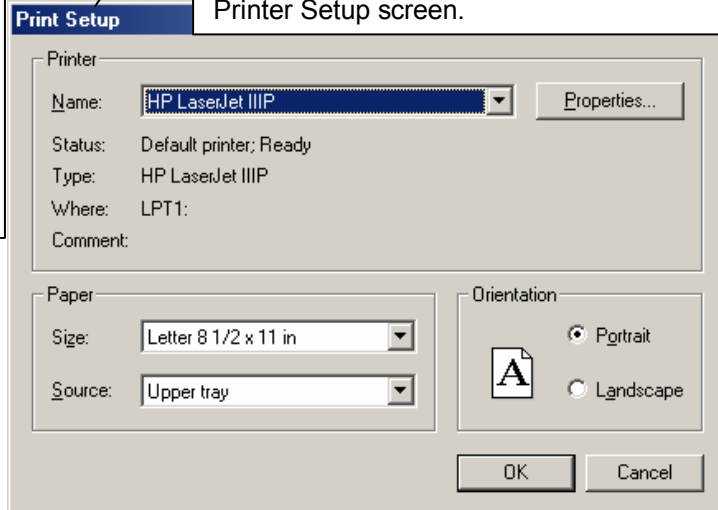 Printer Setup screen.
Print Setup
Printer
Name: HP LaserJet IIIP Properties...
Status: Default printer; Ready
Type: HP LaserJet IIIP
Where: LPT1:
Comment:
Paper
Size: Letter 8 1/2 x 11 in
Source: Upper tray
Orientation
A
Portrait
Landscape
OK Cancel